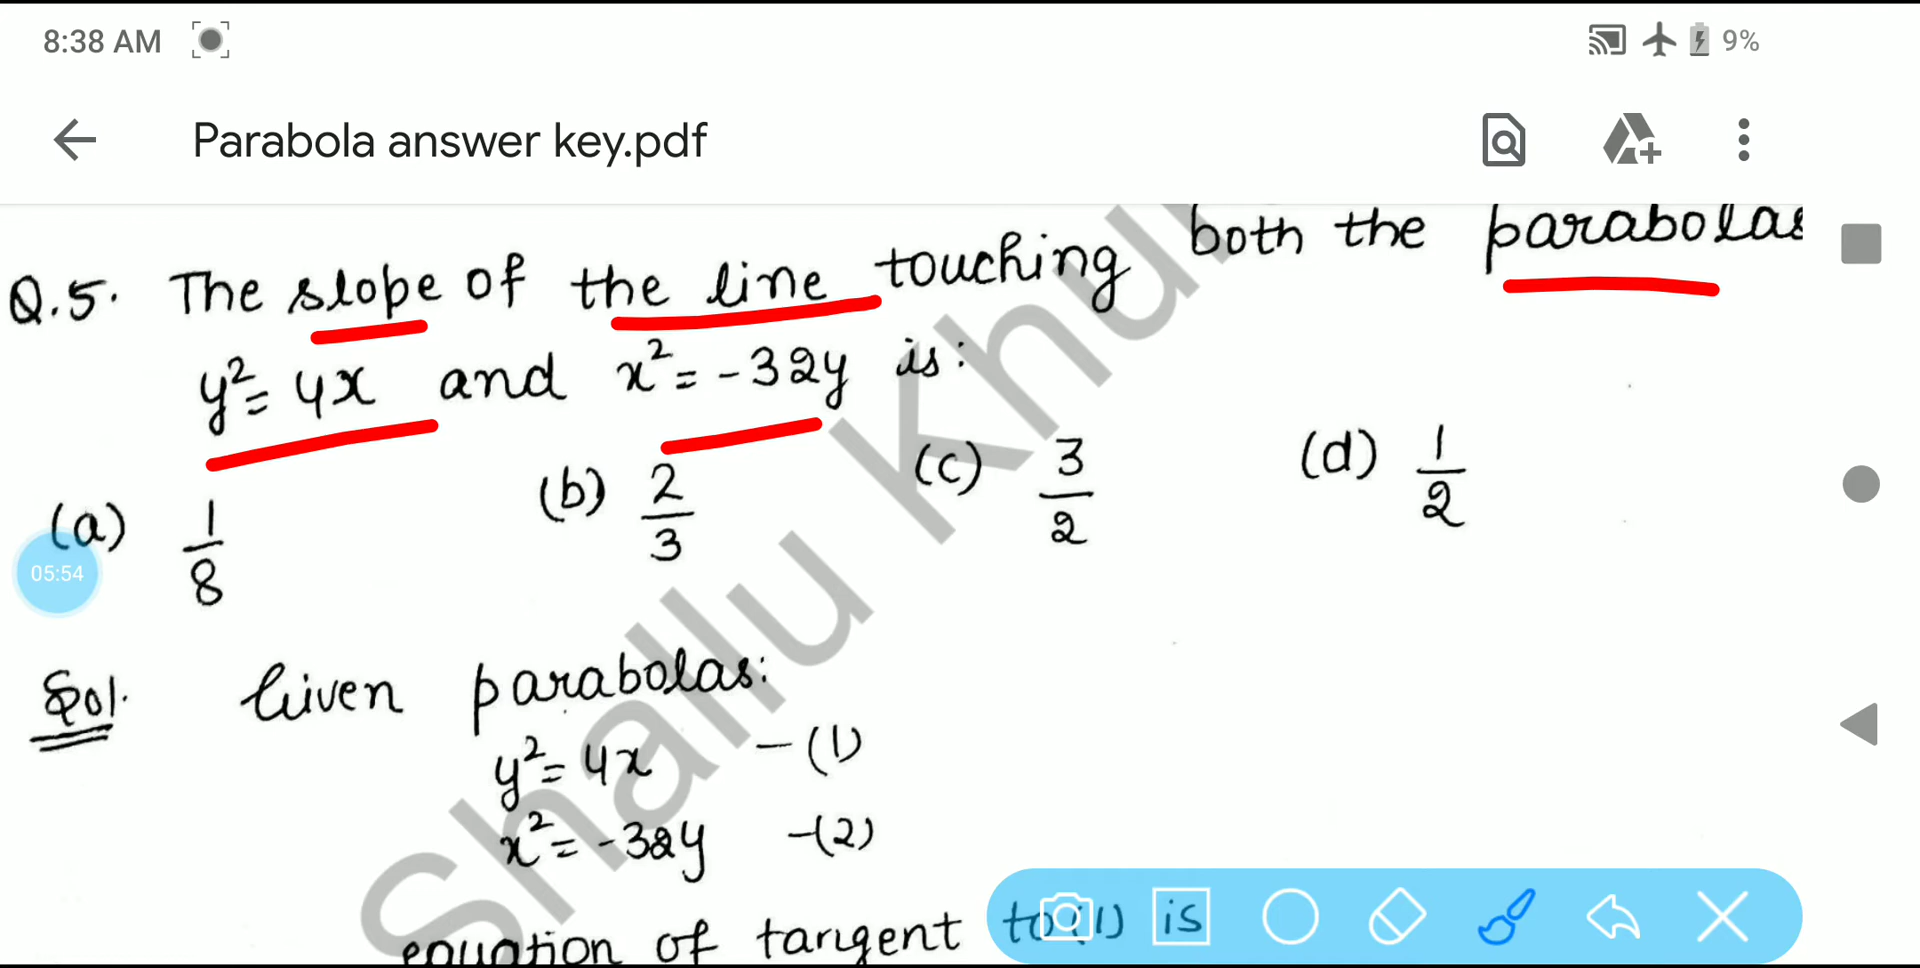 8:38 AM
9%
Parabola answer key.pdf
Q.5. The slope of the line touching both the parabolas
y²= 4x and x²= -32y is:
(a) 1/8 (b) 2/3 (c) 3/2 (d) 1/2
05:54
Sol. Given parabolas:
y²= 4x -(1)
x²= -32y -(2)
equation of tangent to (1) is
Shallu Khur